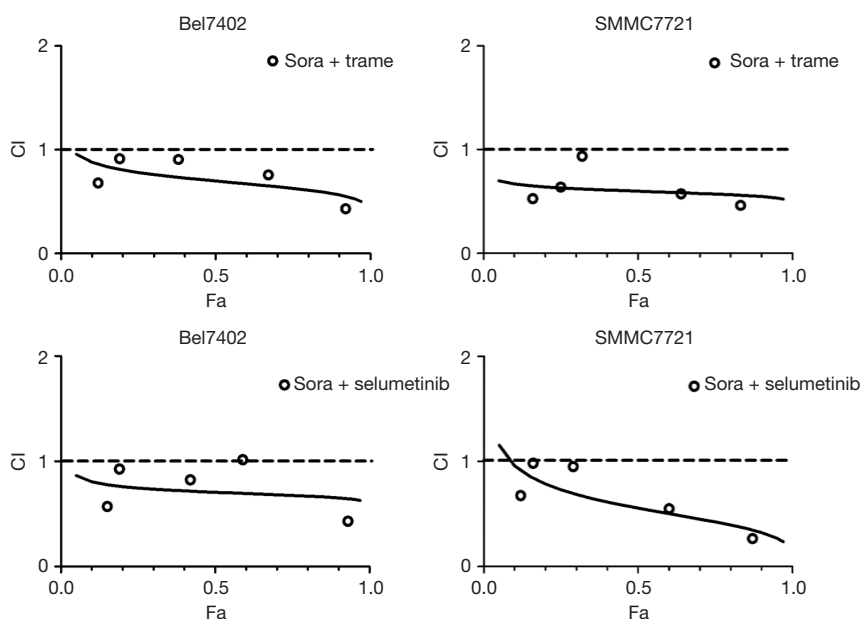 Bel7402
SMMC7721
2
Sora + trame
2
Sora + trame
CI
1
CI
1
0
0
0.0
0.5
1.0
0.0
0.5
1.0
Fa
Fa
Bel7402
SMMC7721
2
Sora + selumetinib
2
Sora + selumetinib
CI
1
CI
1
0
0
0.0
0.5
1.0
0.0
0.5
1.0
Fa
Fa